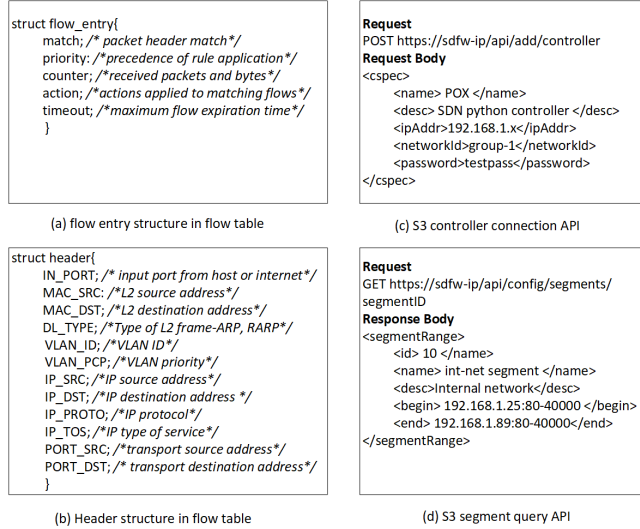 struct flow_entry{
match; /* packet header match*/
priority: /*precedence of rule application*/
counter; /*received packets and bytes*/
action; /*actions applied to matching flows*/
timeout; /*maximum flow expiration time*/
}
(a) flow entry structure in flow table
struct header{
IN_PORT; /* input port from host or internet*/
MAC_SRC: /*L2 source address*/
MAC_DST; /*L2 destination address*/
DL_TYPE; /*Type of L2 frame-ARP, RARP*/
VLAN_ID; /*VLAN ID*/
VLAN_PCP; /*VLAN priority*/
IP_SRC; /*IP source address*/
IP_DST; /*IP destination address */
IP_PROTO; /*IP protocol*/
IP_TOS; /*IP type of service*/
PORT_SRC; /*transport source address*/
PORT_DST; /* transport destination address*/
}
(b) Header structure in flow table
Request
POST https://sdfw-ip/api/add/controller
Request Body
<cspec>
<name> POX </name>
<desc> SDN python controller </desc>
<ipAddr>192.168.1.x</ipAddr>
<networkId>group-1</networkId>
<password>testpass</password>
</cspec>
(c) S3 controller connection API
Request
GET https://sdfw-ip/api/config/segments/
segmentID
Response Body
<segmentRange>
<id> 10 </name>
<name> int-net segment </name>
<desc>Internal network</desc>
<begin> 192.168.1.25:80-40000 </begin>
<end> 192.168.1.89:80-40000</end>
</segmentRange>
(d) S3 segment query API